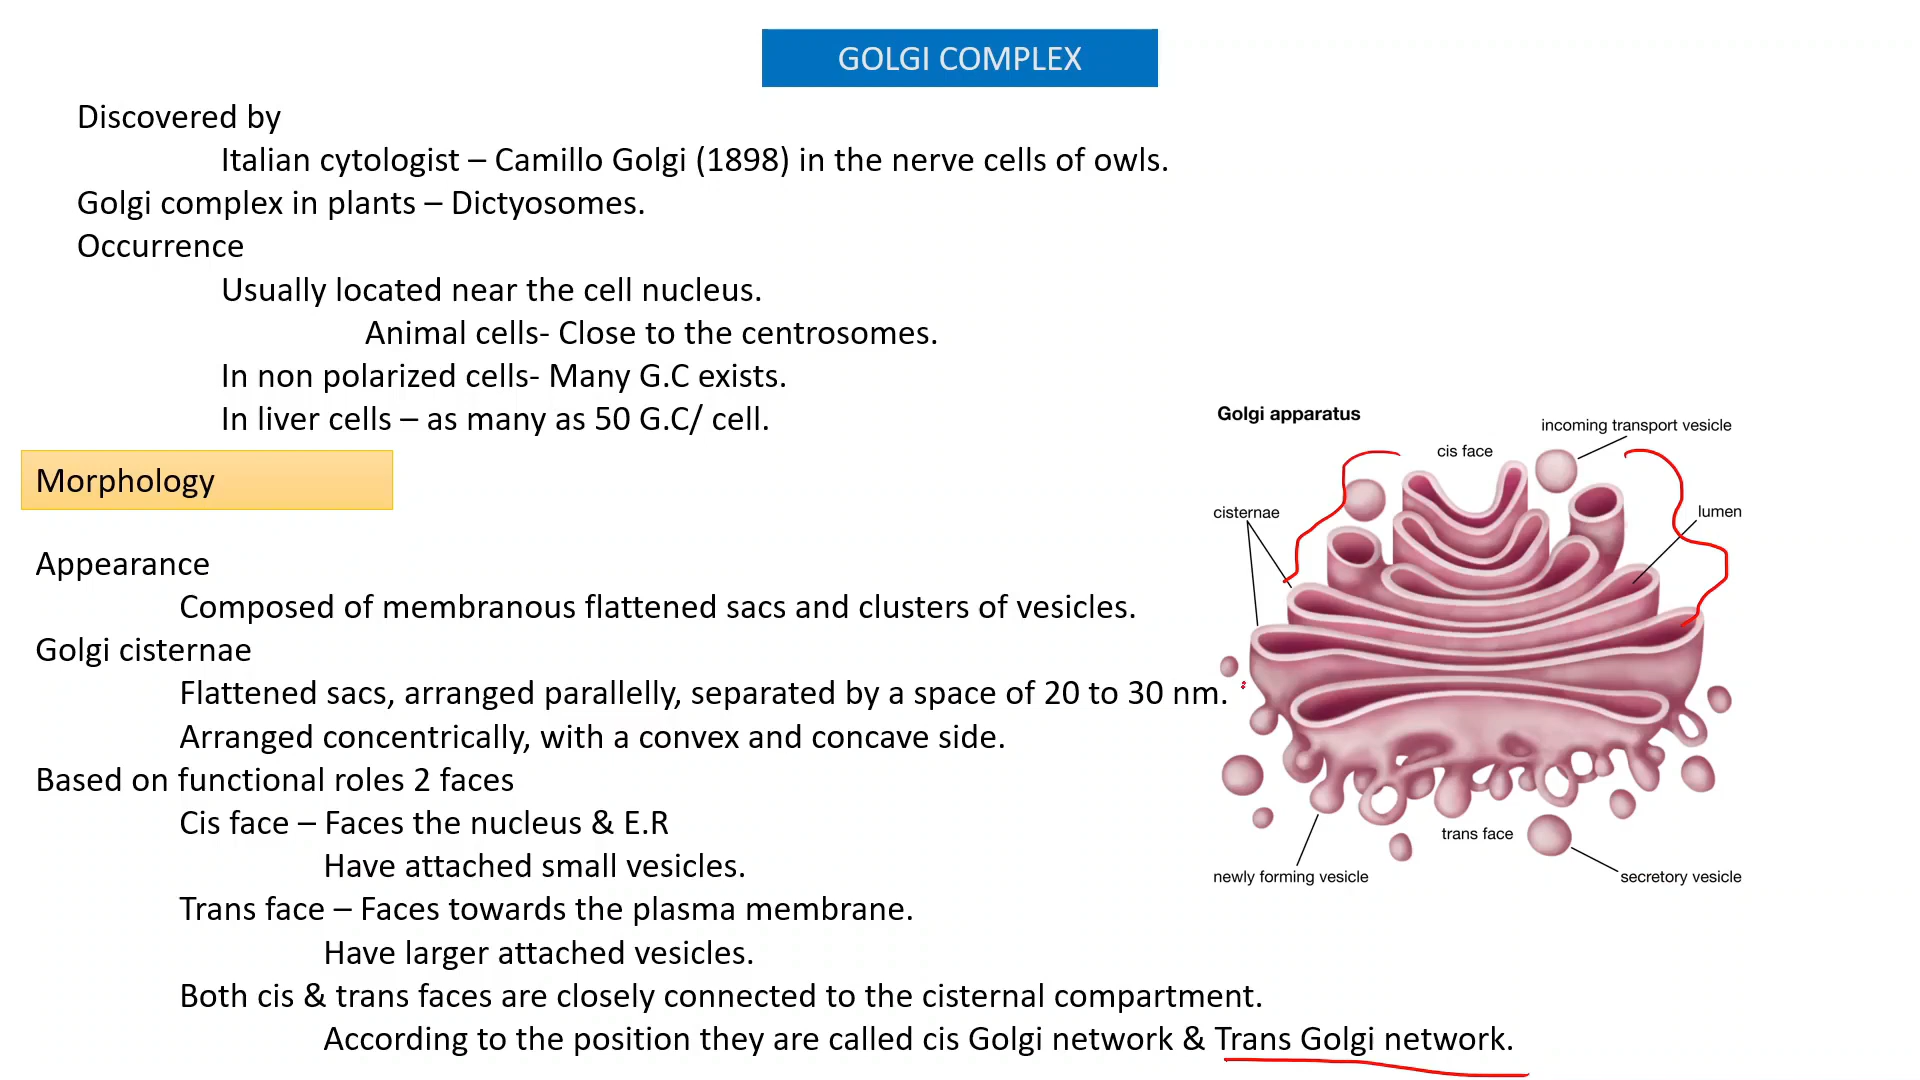 GOLGI COMPLEX
Discovered by
Italian cytologist – Camillo Golgi (1898) in the nerve cells of owls.
Golgi complex in plants – Dictyosomes.
Occurrence
Usually located near the cell nucleus.
Animal cells- Close to the centrosomes.
In non polarized cells- Many G.C exists.
In liver cells – as many as 50 G.C/ cell.
Morphology
Appearance
Composed of membranous flattened sacs and clusters of vesicles.
Golgi cisternae
Flattened sacs, arranged parallelly, separated by a space of 20 to 30 nm.
Arranged concentrically, with a convex and concave side.
Based on functional roles 2 faces
Cis face – Faces the nucleus & E.R
Have attached small vesicles.
Trans face – Faces towards the plasma membrane.
Have larger attached vesicles.
Both cis & trans faces are closely connected to the cisternal compartment.
According to the position they are called cis Golgi network & Trans Golgi network.
Golgi apparatus
incoming transport vesicle
cis face
cisternae
lumen
trans face
newly forming vesicle
secretory vesicle